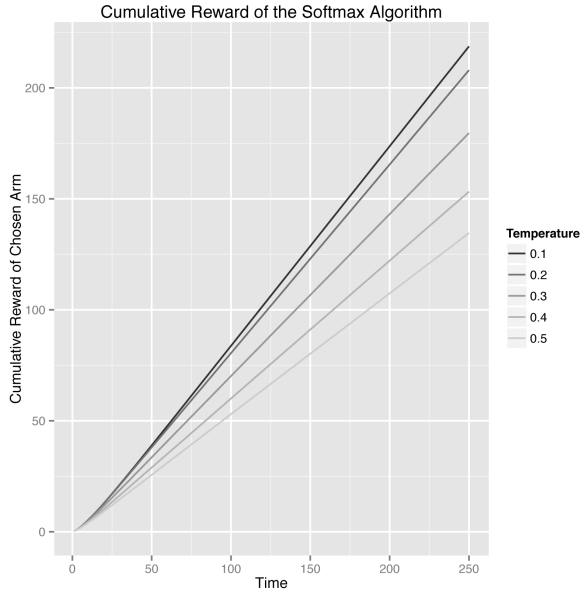 Cumulative Reward of the Softmax Algorithm
Cumulative Reward of Chosen Arm
200
150
100
50
0
0 50 100 150 200 250
Time
Temperature
0.1
0.2
0.3
0.4
0.5